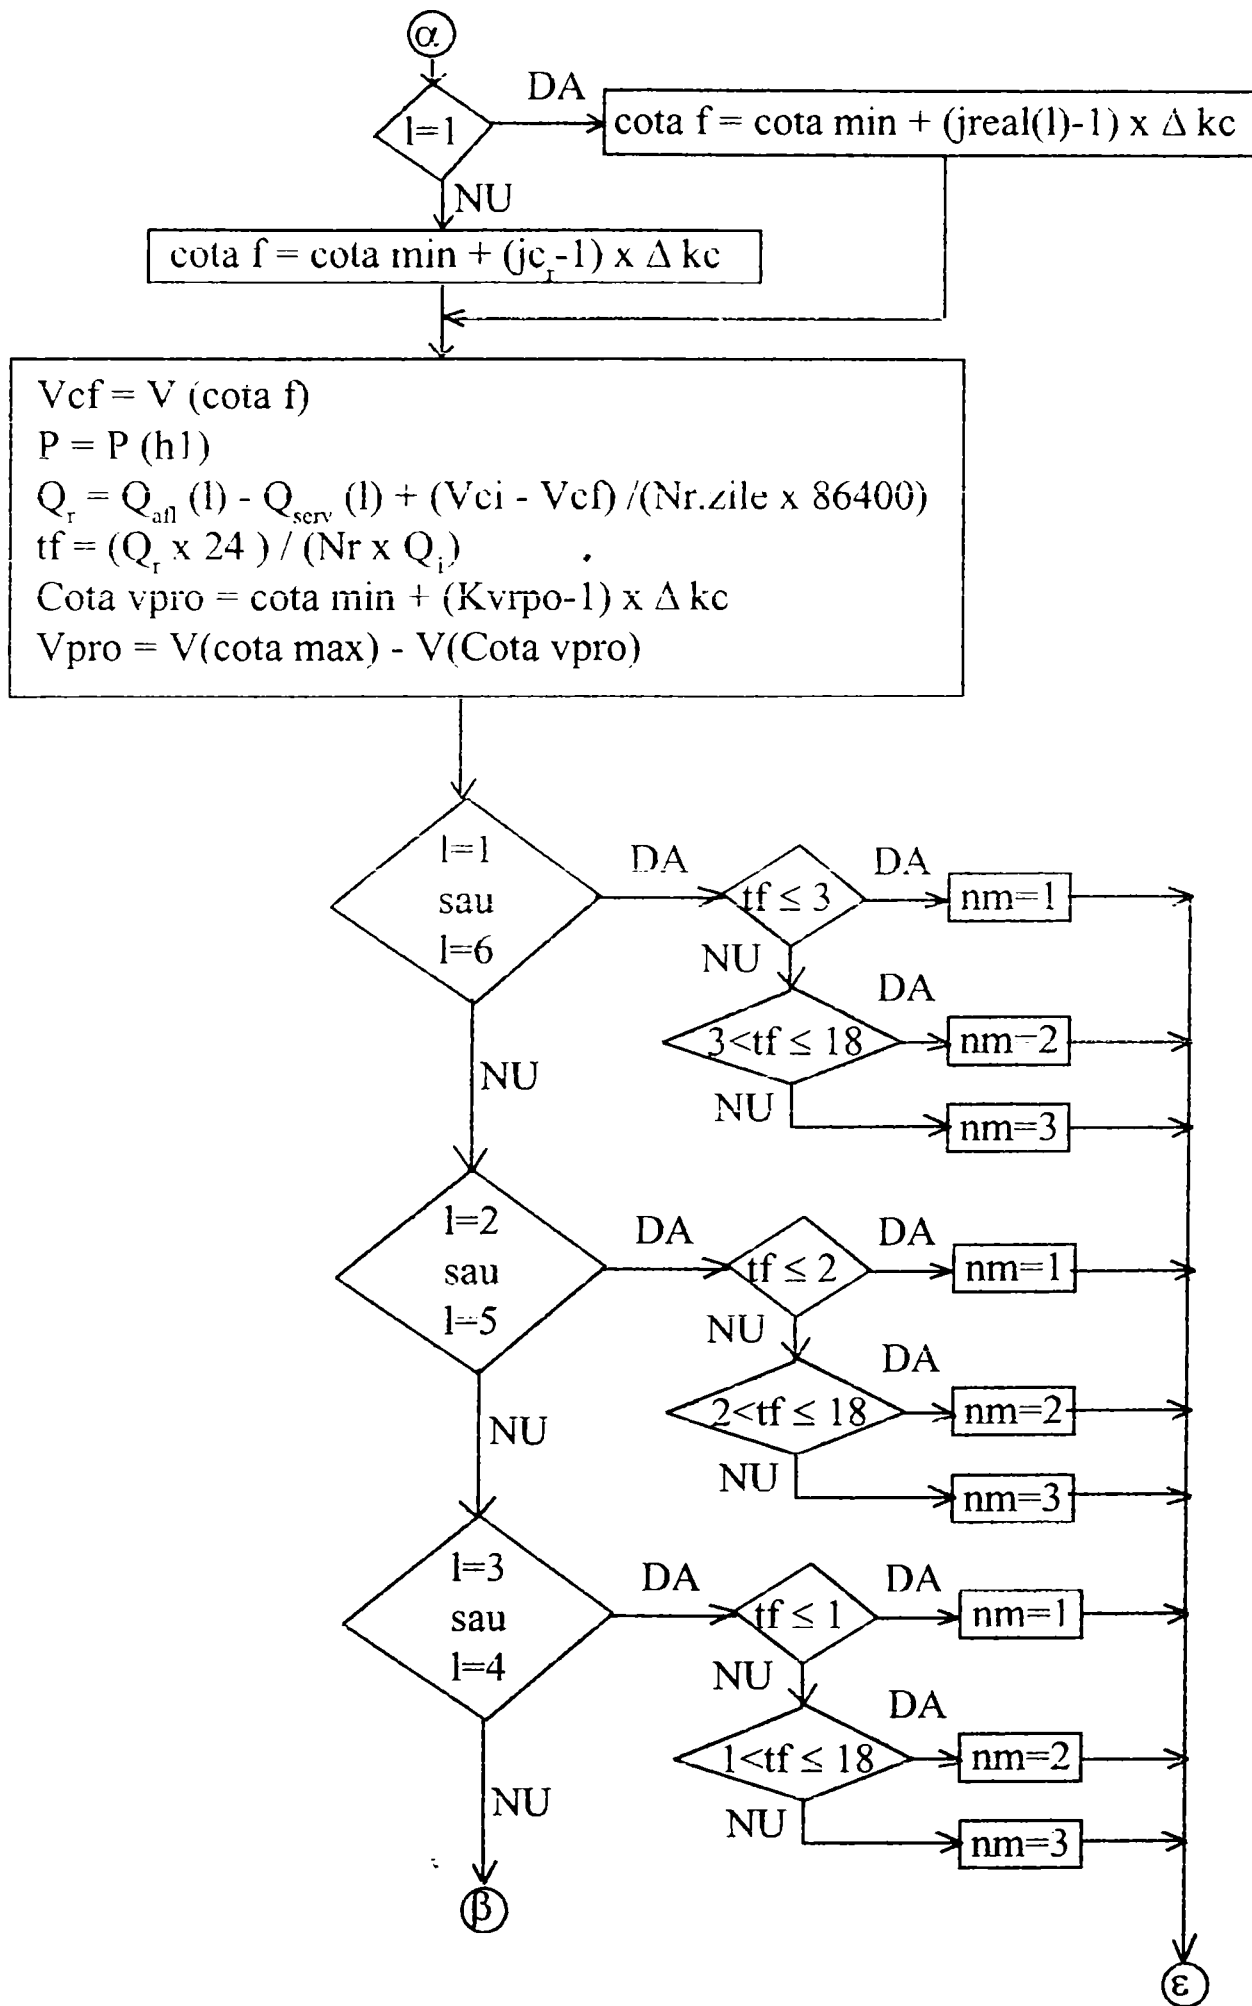 α
l=1
DA
cota f = cota min + (jreal(l)-1) x Δ kc
NU
cota f = cota min + (jc_r-1) x Δ kc
Vcf = V (cota f)
P = P (h1)
Q_r = Q_afl (l) - Q_serv (l) + (Vci - Vcf) /(Nr.zile x 86400)
tf = (Q_r x 24 ) / (Nr x Q_i)
Cota vpro = cota min + (Kvrpo-1) x Δ kc
Vpro = V(cota max) - V(Cota vpro)
l=1
sau
l=6
DA
tf ≤ 3
DA
nm=1
NU
3<tf ≤ 18
DA
nm=2
NU
nm=3
NU
l=2
sau
l=5
DA
tf ≤ 2
DA
nm=1
NU
2<tf ≤ 18
DA
nm=2
NU
nm=3
NU
l=3
sau
l=4
DA
tf ≤ 1
DA
nm=1
NU
1<tf ≤ 18
DA
nm=2
NU
nm=3
NU
β
ε